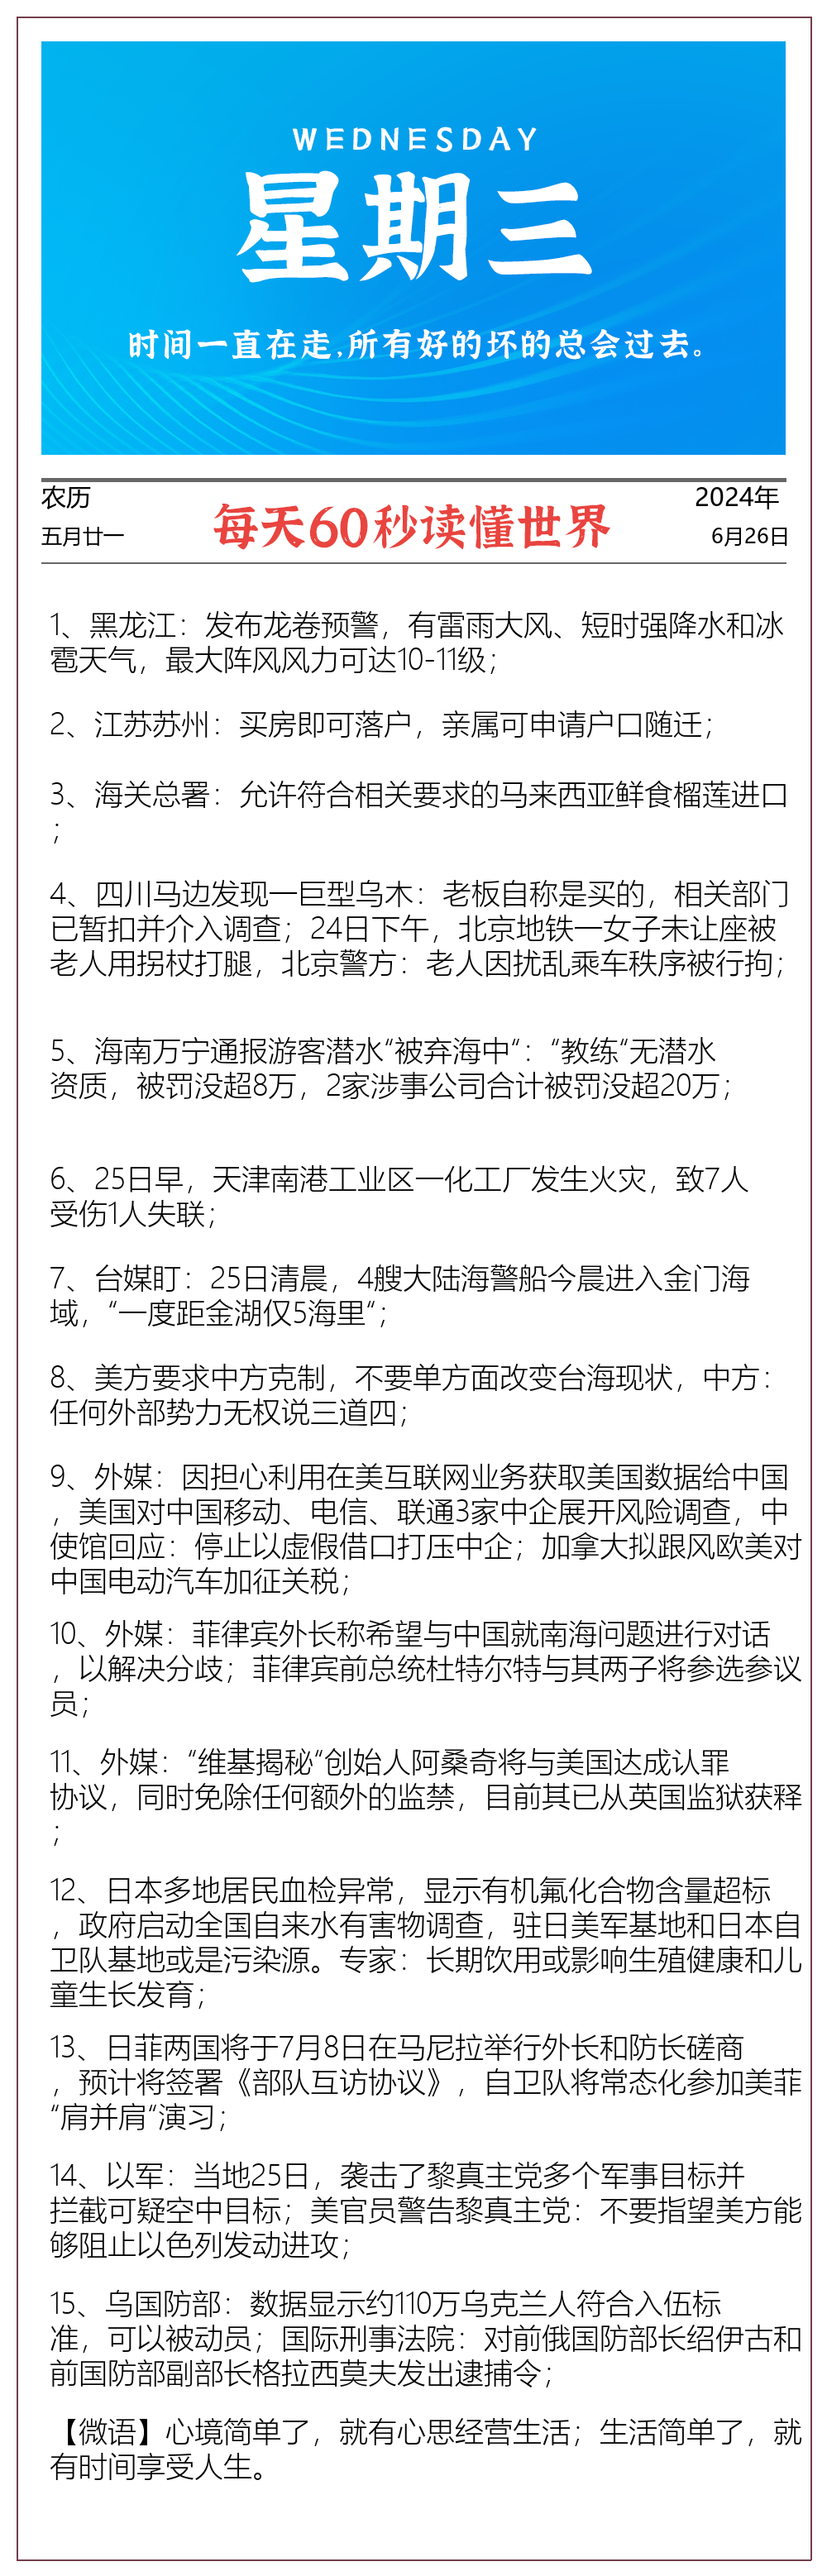 WEDNESDAY
星期三
时间一直在走,所有好的坏的总会过去。
农历
2024年
每天60秒读懂世界
五月廿一
6月26日
1、黑龙江：发布龙卷预警，有雷雨大风、短时强降水和冰
雹天气，最大阵风风力可达10-11级；
2、江苏苏州：买房即可落户，亲属可申请户口随迁；
3、海关总署：允许符合相关要求的马来西亚鲜食榴莲进口
；
4、四川马边发现一巨型乌木：老板自称是买的，相关部门
已暂扣并介入调查；24日下午，北京地铁一女子未让座被
老人用拐杖打腿，北京警方：老人因扰乱乘车秩序被行拘；
5、海南万宁通报游客潜水“被弃海中“：“教练“无潜水
资质，被罚没超8万，2家涉事公司合计被罚没超20万；
6、25日早，天津南港工业区一化工厂发生火灾，致7人
受伤1人失联；
7、台媒盯：25日清晨，4艘大陆海警船今晨进入金门海
域，“一度距金湖仅5海里“；
8、美方要求中方克制，不要单方面改变台海现状，中方：
任何外部势力无权说三道四；
9、外媒：因担心利用在美互联网业务获取美国数据给中国
，美国对中国移动、电信、联通3家中企展开风险调查，中
使馆回应：停止以虚假借口打压中企；加拿大拟跟风欧美对
中国电动汽车加征关税；
10、外媒：菲律宾外长称希望与中国就南海问题进行对话
，以解决分歧；菲律宾前总统杜特尔特与其两子将参选参议
员；
11、外媒：“维基揭秘“创始人阿桑奇将与美国达成认罪
协议，同时免除任何额外的监禁，目前其已从英国监狱获释
；
12、日本多地居民血检异常，显示有机氟化合物含量超标
，政府启动全国自来水有害物调查，驻日美军基地和日本自
卫队基地或是污染源。专家：长期饮用或影响生殖健康和儿
童生长发育；
13、日菲两国将于7月8日在马尼拉举行外长和防长磋商
，预计将签署《部队互访协议》，自卫队将常态化参加美菲
“肩并肩“演习；
14、以军：当地25日，袭击了黎真主党多个军事目标并
拦截可疑空中目标；美官员警告黎真主党：不要指望美方能
够阻止以色列发动进攻；
15、乌国防部：数据显示约110万乌克兰人符合入伍标
准，可以被动员；国际刑事法院：对前俄国防部长绍伊古和
前国防部副部长格拉西莫夫发出逮捕令；
【微语】心境简单了，就有心思经营生活；生活简单了，就
有时间享受人生。